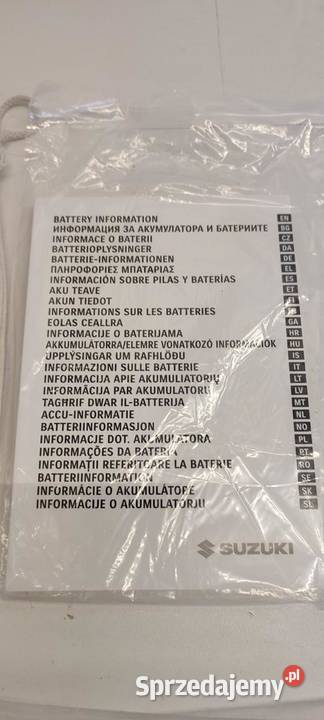 BATTERY INFORMATION EN
ИНФОРМАЦИЯ ЗА АКУМУЛАТОРА И БАТЕРИИТЕ BG
INFORMACE O BATERII CZ
BATTERIOPLYSNINGER DA
BATTERIE-INFORMATIONEN DE
ΠΛΗΡΟΦΟΡΙΕΣ ΜΠΑΤΑΡΙΑΣ EL
INFORMACIÓN SOBRE PILAS Y BATERÍAS ES
AKU TEAVE ET
AKUN TIEDOT FI
INFORMATIONS SUR LES BATTERIES
EOLAS CEALLRA GA
INFORMACIJE O BATERIJAMA HR
AKKUMULÁTORRA/ELEMRE VONATKOZÓ INFORMÁCIÓK HU
UPPLÝSINGAR UM RAFHLÖÐU IS
INFORMAZIONI SULLE BATTERIE IT
INFORMACIJA APIE AKUMULIATORIŲ LT
INFORMĀCIJA PAR AKUMULATORU LV
TAGĦRIF DWAR IL-BATTERIJA MT
ACCU-INFORMATIE NL
BATTERIINFORMASJON NO
INFORMACJE DOT. AKUMULATORA PL
INFORMAÇÕES DA BATERIA PT
INFORMAȚII REFERITOARE LA BATERIE RO
BATTERIINFORMATION SE
INFORMÁCIE O AKUMULÁTORE SK
INFORMACIJE O AKUMULATORJU SL
SUZUKI
Sprzedajemy.pl